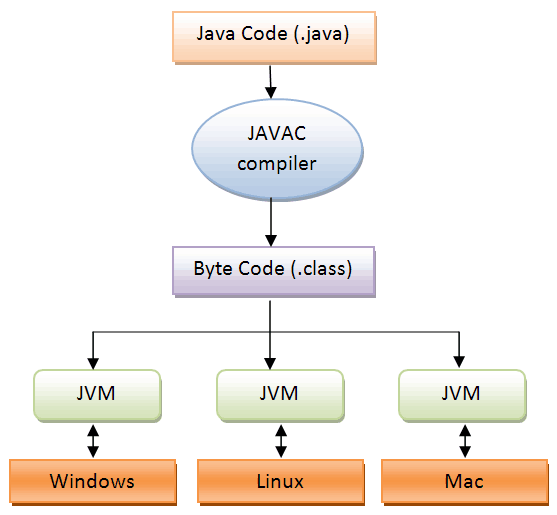 Java Code (.java)
JAVAC
compiler
Byte Code (.class)
JVM
JVM
JVM
Windows
Linux
Mac